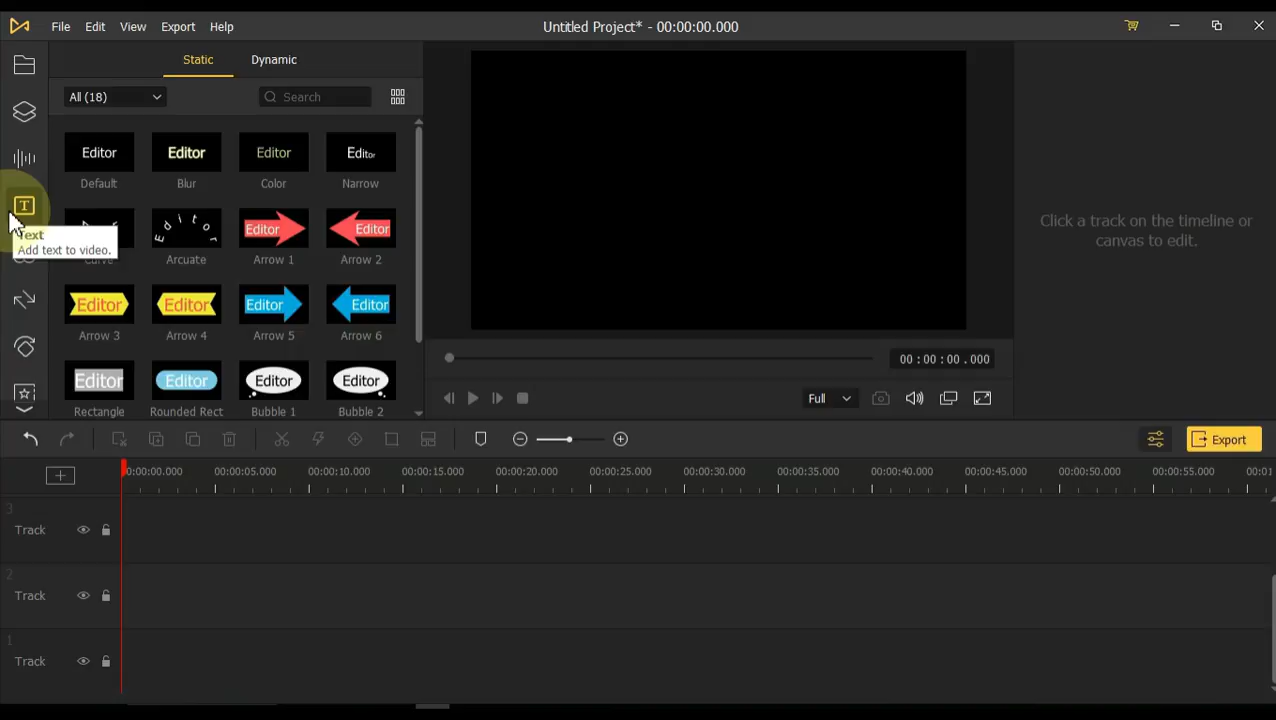 File Edit View Export Help
Untitled Project* - 00:00:00.000
Static Dynamic
All (18) Search
Editor Editor Editor Editor
Default Blur Color Narrow
Editor Editor Editor
Arcuate Arrow 1 Arrow 2
Text
Add text to video.
Editor Editor Editor Editor
Arrow 3 Arrow 4 Arrow 5 Arrow 6
Editor Editor Editor Editor
Rectangle Rounded Rect Bubble 1 Bubble 2
Click a track on the timeline or
canvas to edit.
00:00:00.000
Full
Export
0:00:00.000 00:00:05.000 00:00:10.000 00:00:15.000 00:00:20.000 00:00:25.000 00:00:30.000 00:00:35.000 00:00:40.000 00:00:45.000 00:00:50.000 00:00:55.000 00:01
3
Track
2
Track
1
Track